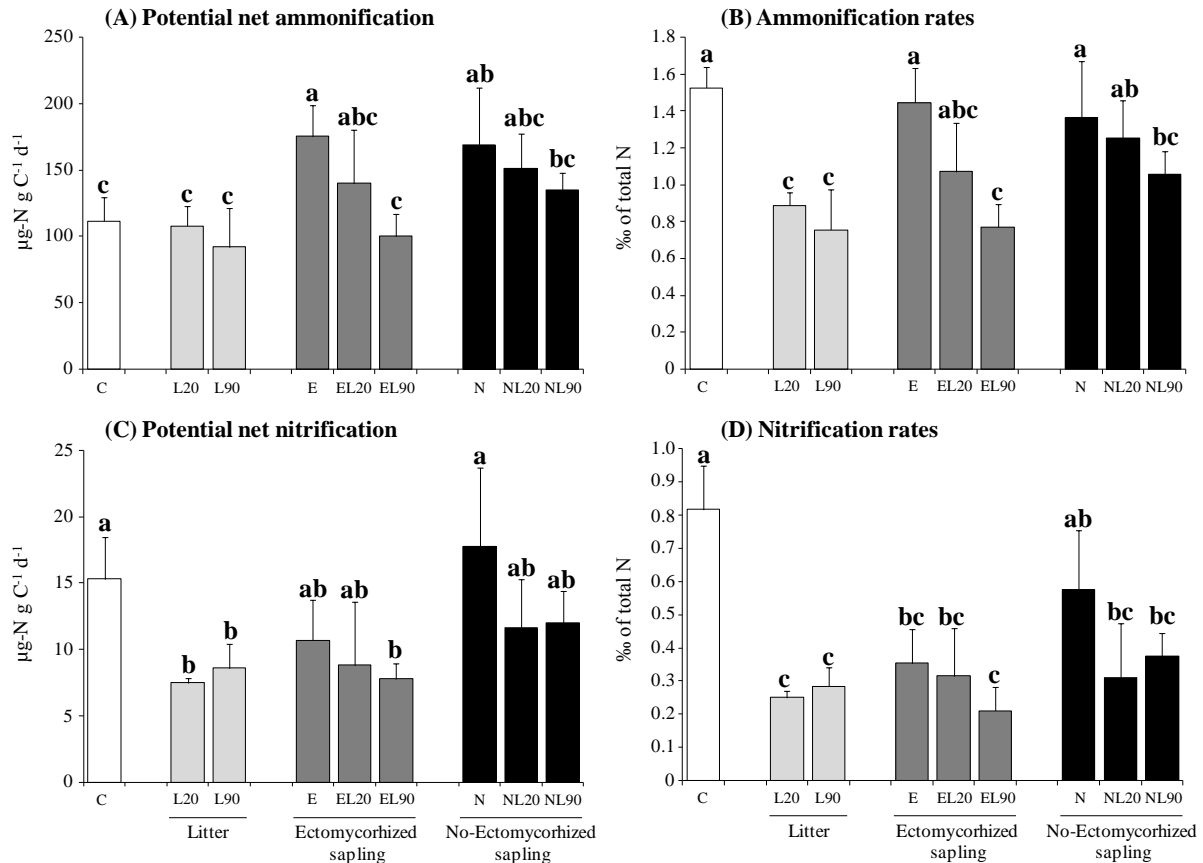 (A) Potential net ammonification
250
200
150
100
50
0
µg-N g C-1 d-1
c
c
c
a
abc
c
ab
abc
bc
C
L20
L90
E
EL20
EL90
N
NL20
NL90
(B) Ammonification rates
1.8
1.6
1.4
1.2
1.0
0.8
0.6
0.4
0.2
0
‰ of total N
a
c
c
a
abc
c
a
ab
bc
C
L20
L90
E
EL20
EL90
N
NL20
NL90
(C) Potential net nitrification
25
20
15
10
5
0
µg-N g C-1 d-1
a
b
b
ab
ab
ab
a
ab
ab
C
L20
L90
E
EL20
EL90
N
NL20
NL90
Litter
Ectomycorhized
sapling
No-Ectomycorhized
sapling
(D) Nitrification rates
1.0
0.9
0.8
0.7
0.6
0.5
0.4
0.3
0.2
0.1
0
‰ of total N
a
c
c
bc
bc
c
ab
bc
bc
C
L20
L90
E
EL20
EL90
N
NL20
NL90
Litter
Ectomycorhized
sapling
No-Ectomycorhized
sapling